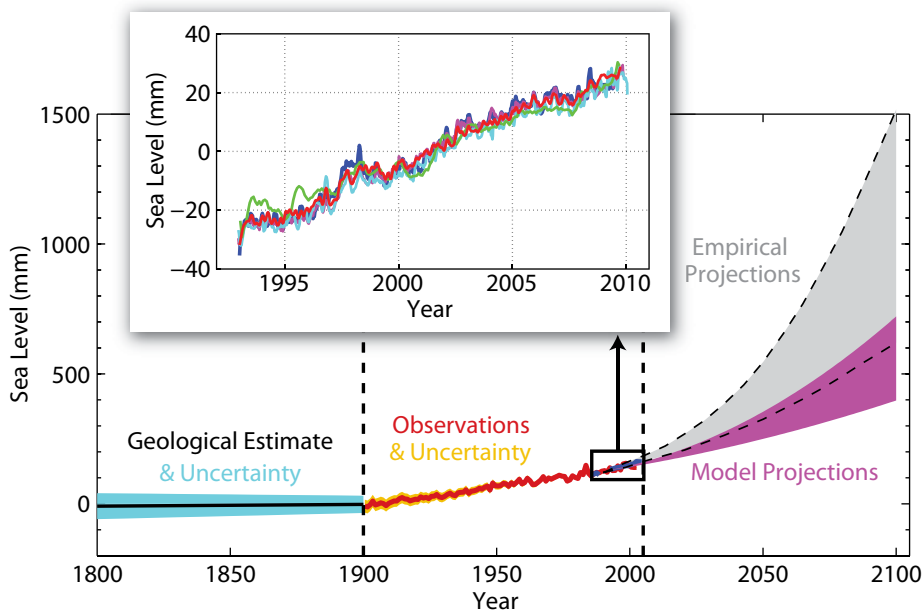 40
20
0
−20
−40
Sea Level (mm)
1995
2000
2005
2010
Year
1500
1000
500
0
Sea Level (mm)
Empirical
Projections
Geological Estimate
& Uncertainty
Observations
& Uncertainty
Model Projections
1800
1850
1900
1950
2000
2050
2100
Year